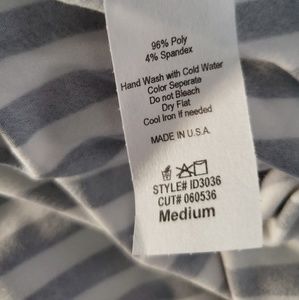 96% Poly
4% Spandex
Hand Wash with Cold Water
Color Seperate
Do not Bleach
Dry Flat
Cool Iron if needed
MADE IN U.S.A.
STYLE# ID3036
CUT# 060536
Medium